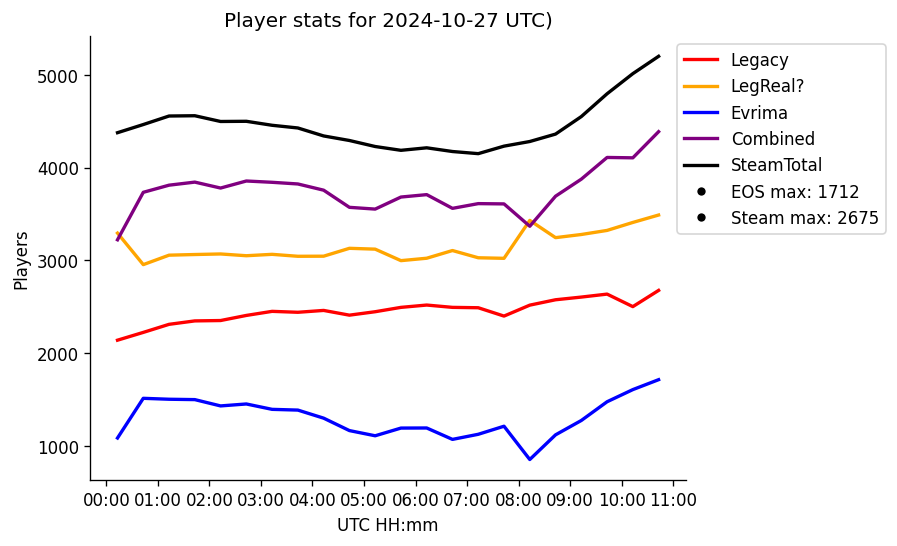 Player stats for 2024-10-27 UTC)
Legacy
LegReal?
Evrima
Combined
SteamTotal
EOS max: 1712
Steam max: 2675
Players
5000
4000
3000
2000
1000
00:00 01:00 02:00 03:00 04:00 05:00 06:00 07:00 08:00 09:00 10:00 11:00
UTC HH:mm